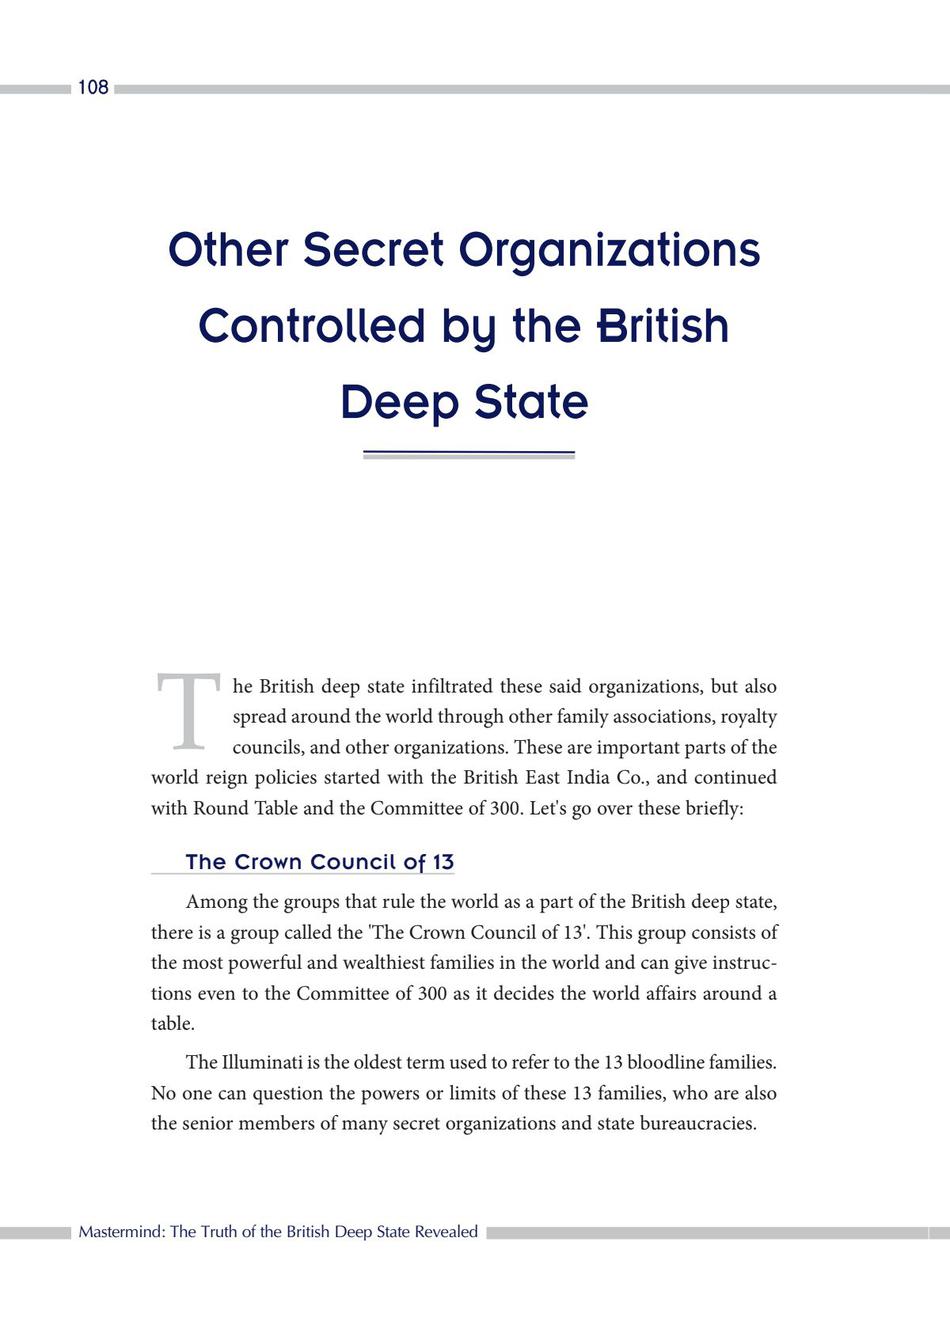 108
Other Secret Organizations
Controlled by the British
Deep State
The British deep state infiltrated these said organizations, but also
spread around the world through other family associations, royalty
councils, and other organizations. These are important parts of the
world reign policies started with the British East India Co., and continued
with Round Table and the Committee of 300. Let's go over these briefly:
The Crown Council of 13
Among the groups that rule the world as a part of the British deep state,
there is a group called the 'The Crown Council of 13'. This group consists of
the most powerful and wealthiest families in the world and can give instruc-
tions even to the Committee of 300 as it decides the world affairs around a
table.
The Illuminati is the oldest term used to refer to the 13 bloodline families.
No one can question the powers or limits of these 13 families, who are also
the senior members of many secret organizations and state bureaucracies.
Mastermind: The Truth of the British Deep State Revealed